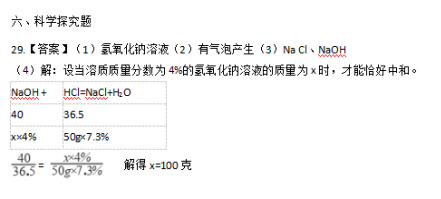 六、科学探究题
29.【答案】（1）氢氧化钠溶液（2）有气泡产生（3）Na Cl、NaOH
（4）解：设当溶质质量分数为 4%的氢氧化钠溶液的质量为 x 时，才能恰好中和。
NaOH + HCl=NaCl+H₂O
40 36.5
x×4% 50g×7.3%
40/36.5 = x×4%/50g×7.3% 解得 x=100 克